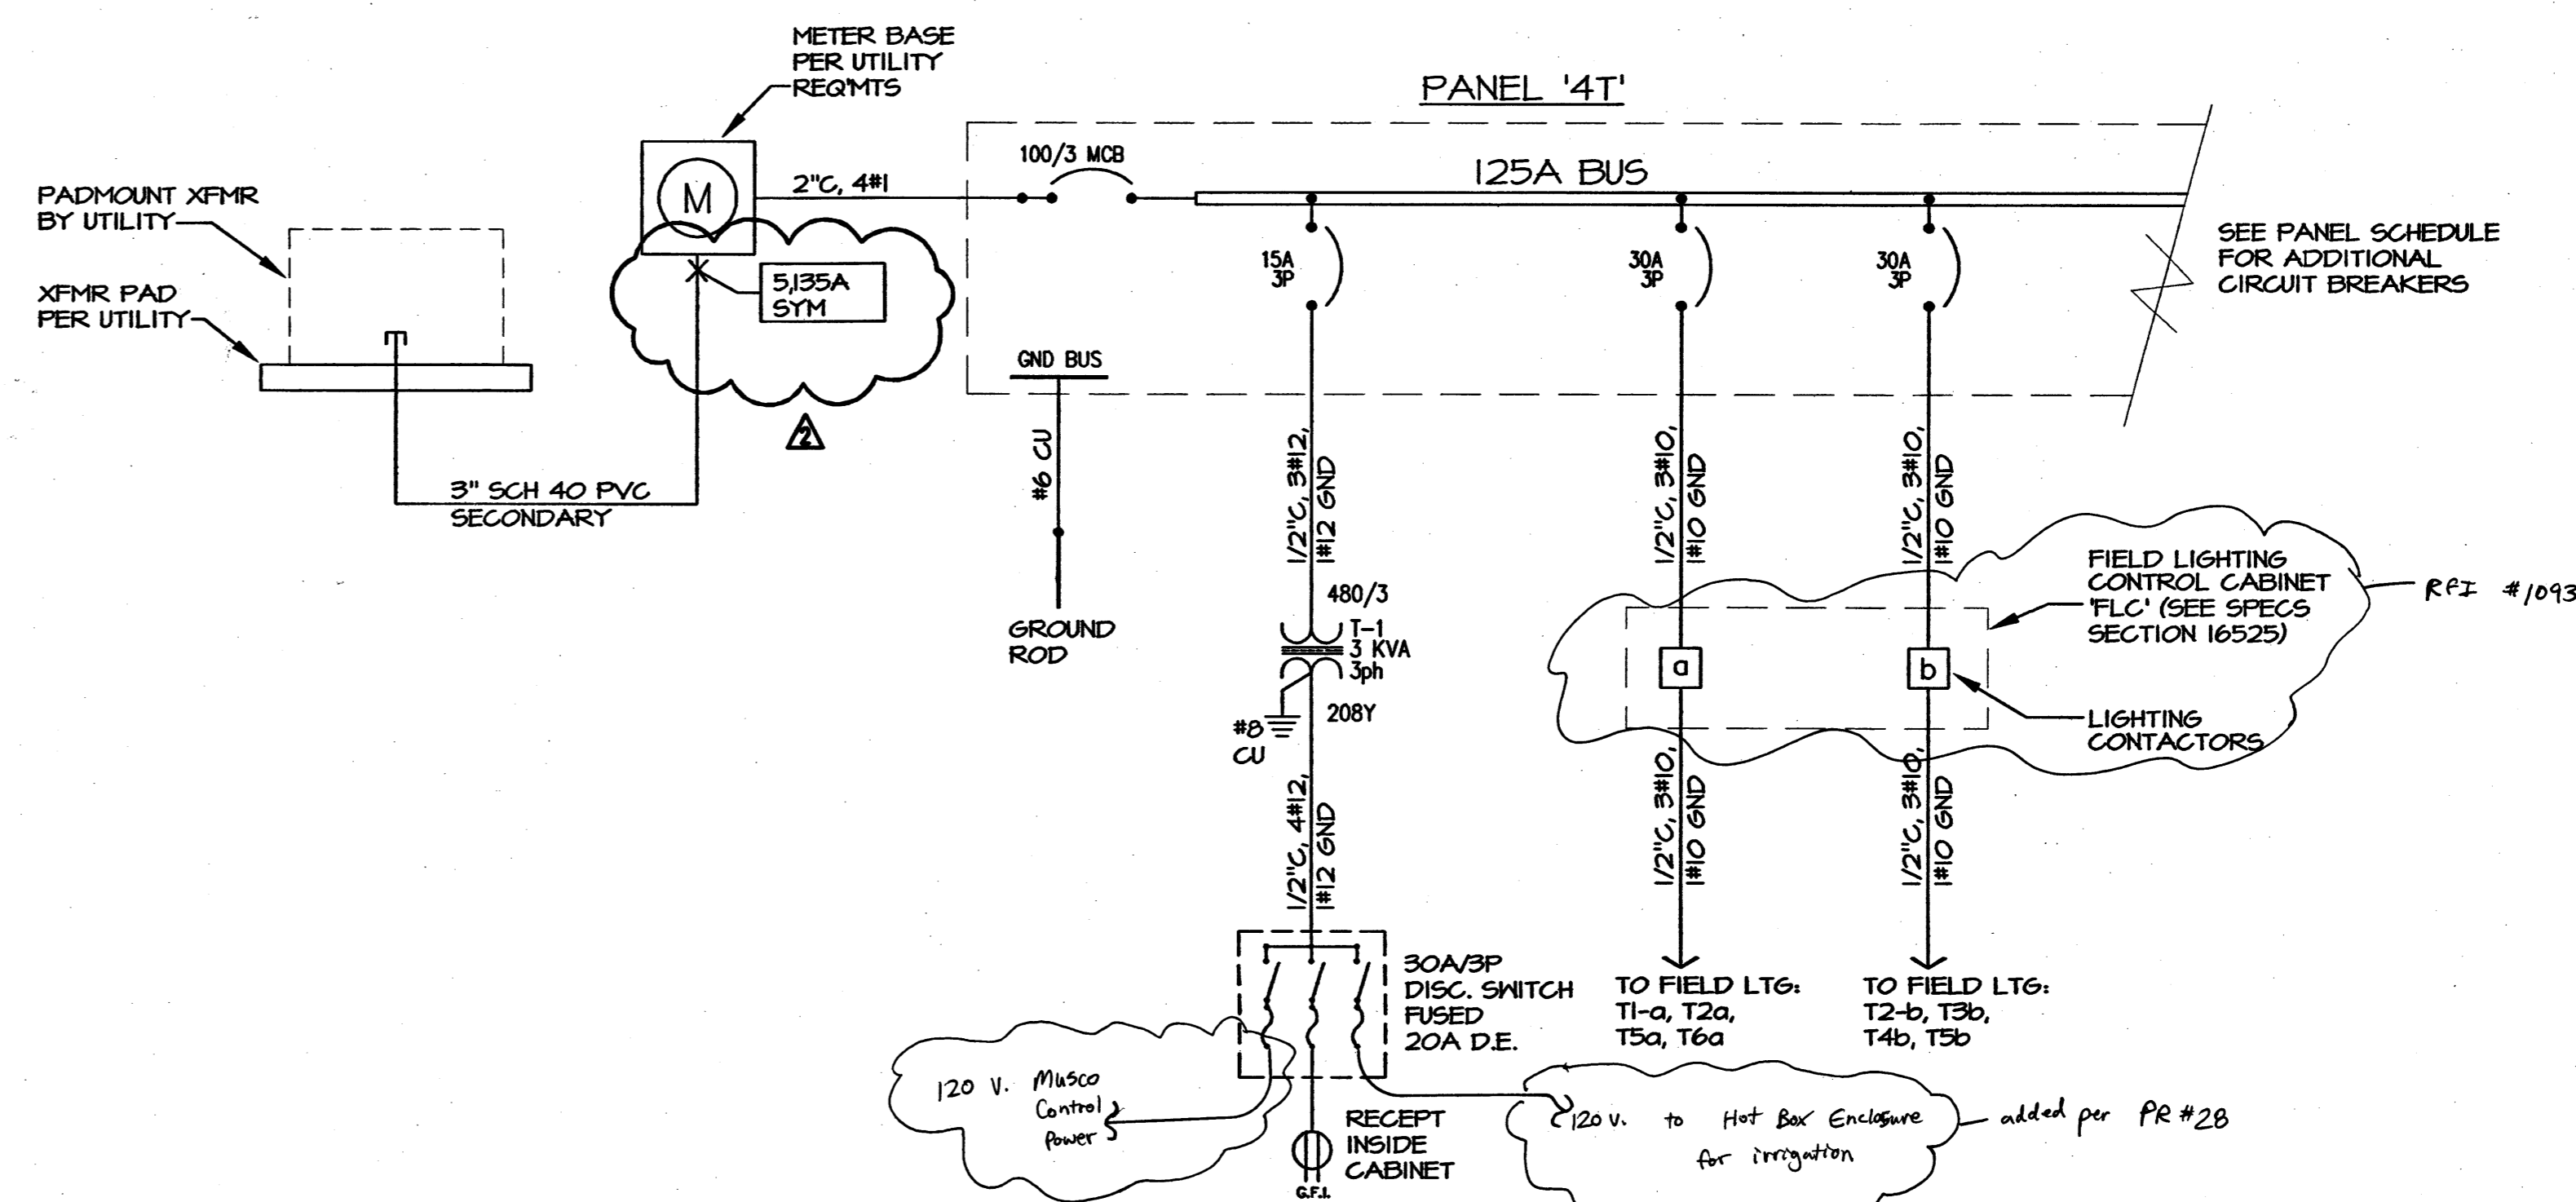 METER BASE
PER UTILITY
REQ'MTS
PANEL '4T'
PADMOUNT XFMR
BY UTILITY
XFMR PAD
PER UTILITY
M
2"C, 4#1
100/3 MCB
125A BUS
5,135A
SYM
2
3" SCH 40 PVC
SECONDARY
GND BUS
#6 CU
GROUND
ROD
15A
3P
30A
3P
30A
3P
SEE PANEL SCHEDULE
FOR ADDITIONAL
CIRCUIT BREAKERS
1/2"C, 3#12,
1#12 GND
1/2"C, 3#10,
1#10 GND
1/2"C, 3#10,
1#10 GND
480/3
T-1
3 KVA
3ph
208Y
#8
CU
a
b
FIELD LIGHTING
CONTROL CABINET
'FLC' (SEE SPECS
SECTION 16525)
RFI #1093
LIGHTING
CONTACTORS
1/2"C, 4#12,
1#12 GND
1/2"C, 3#10,
1#10 GND
1/2"C, 3#10,
1#10 GND
30A/3P
DISC. SWITCH
FUSED
20A D.E.
TO FIELD LTG:
T1-a, T2a,
T5a, T6a
TO FIELD LTG:
T2-b, T3b,
T4b, T5b
120 V. Musco
Control
Power
RECEPT
INSIDE
CABINET
G.F.I.
120 V. to Hot Box Enclosure
for irrigation
added per PR #28